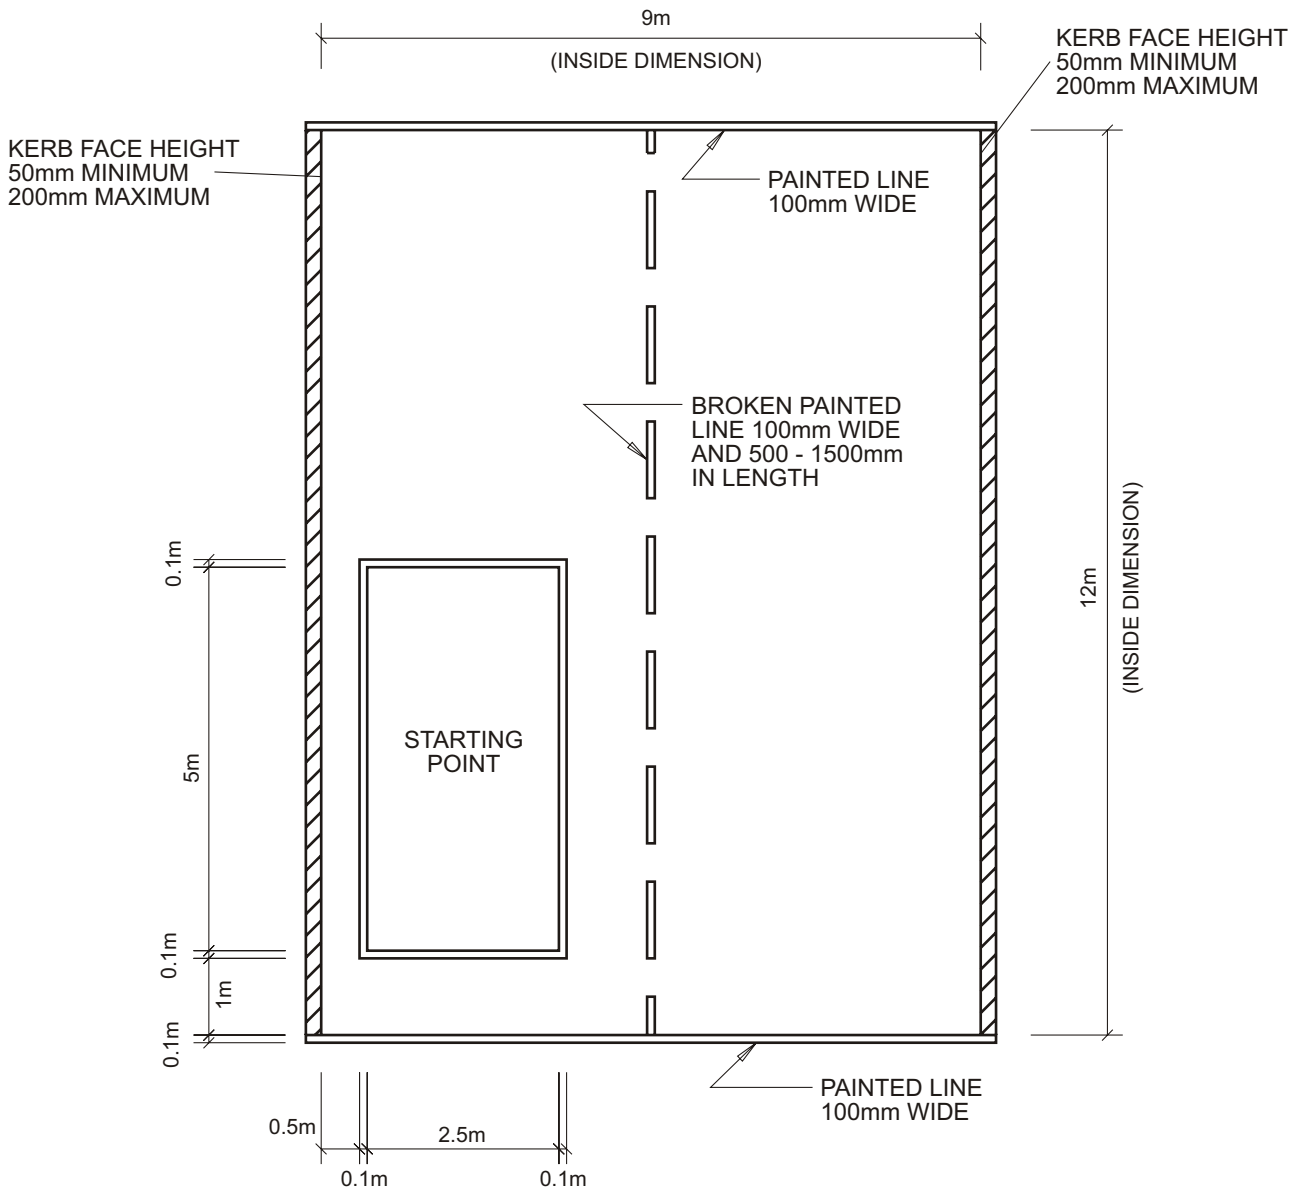 9m
(INSIDE DIMENSION)
KERB FACE HEIGHT
50mm MINIMUM
200mm MAXIMUM
KERB FACE HEIGHT
50mm MINIMUM
200mm MAXIMUM
PAINTED LINE
100mm WIDE
BROKEN PAINTED
LINE 100mm WIDE
AND 500 - 1500mm
IN LENGTH
12m
(INSIDE DIMENSION)
0.1m
5m
STARTING
POINT
0.1m
1m
0.1m
PAINTED LINE
100mm WIDE
0.5m
2.5m
0.1m
0.1m